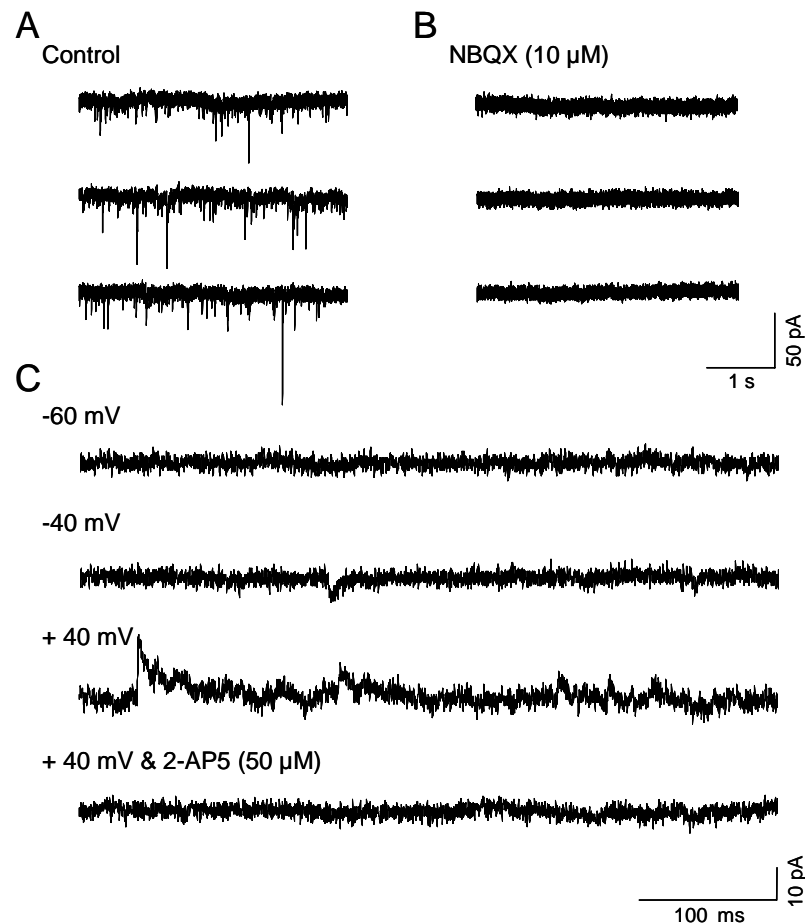 A
B
Control
NBQX (10 µM)
50 pA
1 s
C
-60 mV
-40 mV
+ 40 mV
+ 40 mV & 2-AP5 (50 µM)
10 pA
100 ms